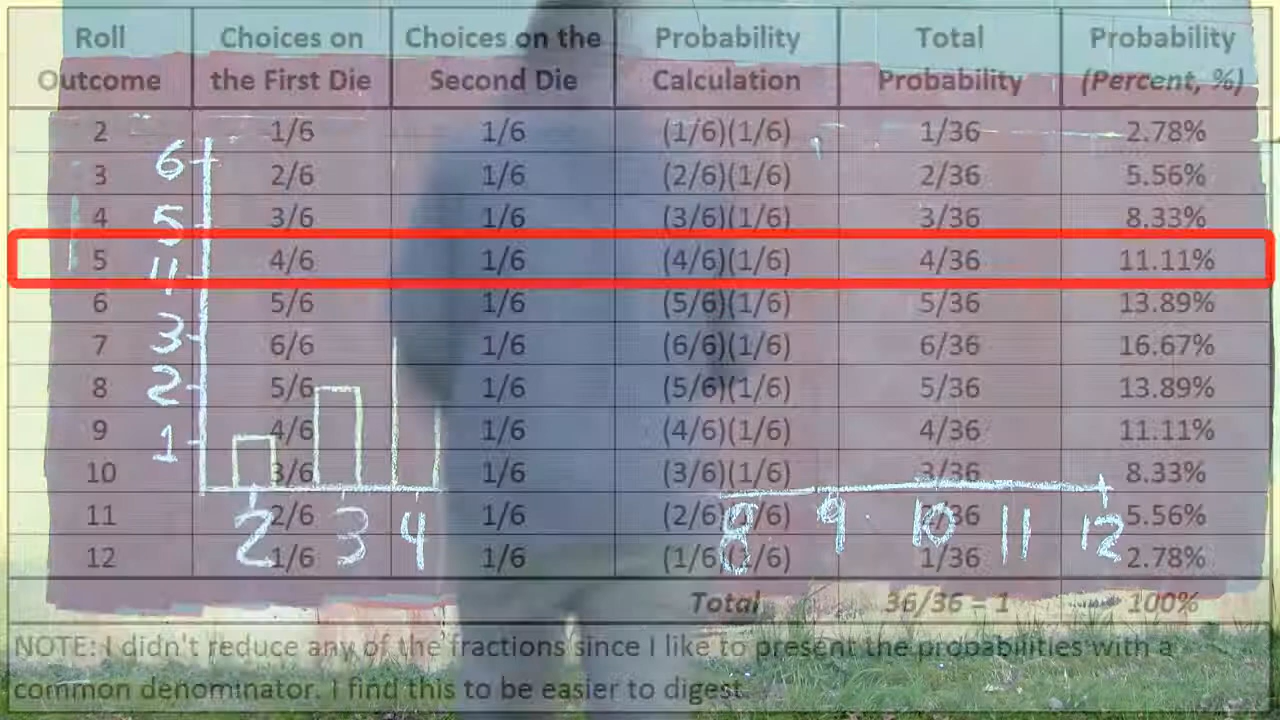 Roll Outcome Choices on the First Die Choices on the Second Die Probability Calculation Total Probability Probability (Percent, %)
2 1/6 1/6 (1/6)(1/6) 1/36 2.78%
3 2/6 1/6 (2/6)(1/6) 2/36 5.56%
4 3/6 1/6 (3/6)(1/6) 3/36 8.33%
5 4/6 1/6 (4/6)(1/6) 4/36 11.11%
6 5/6 1/6 (5/6)(1/6) 5/36 13.89%
7 6/6 1/6 (6/6)(1/6) 6/36 16.67%
8 5/6 1/6 (5/6)(1/6) 5/36 13.89%
9 4/6 1/6 (4/6)(1/6) 4/36 11.11%
10 3/6 1/6 (3/6)(1/6) 3/36 8.33%
11 2/6 1/6 (2/6)(1/6) 2/36 5.56%
12 1/6 1/6 (1/6)(1/6) 1/36 2.78%
Total 36/36 = 1 100%
NOTE: I didn't reduce any of the fractions since I like to present the probabilities with a
common denominator. I find this to be easier to digest.
6
5
3
2
1
2 3 4 8 9 10 11 12